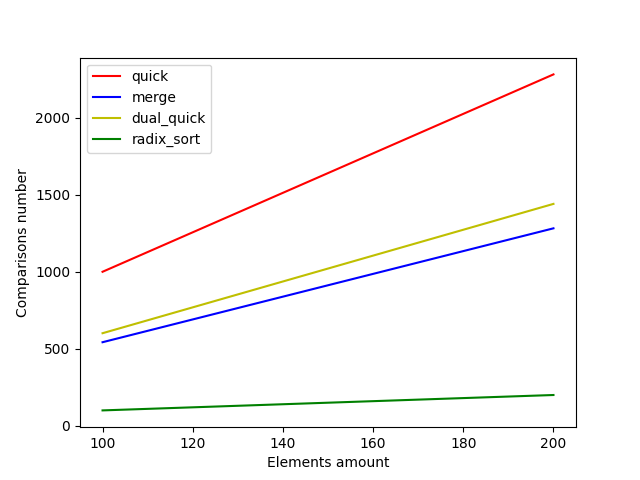 quick
merge
dual_quick
radix_sort
2000
1500
1000
500
0
Comparisons number
100 120 140 160 180 200
Elements amount